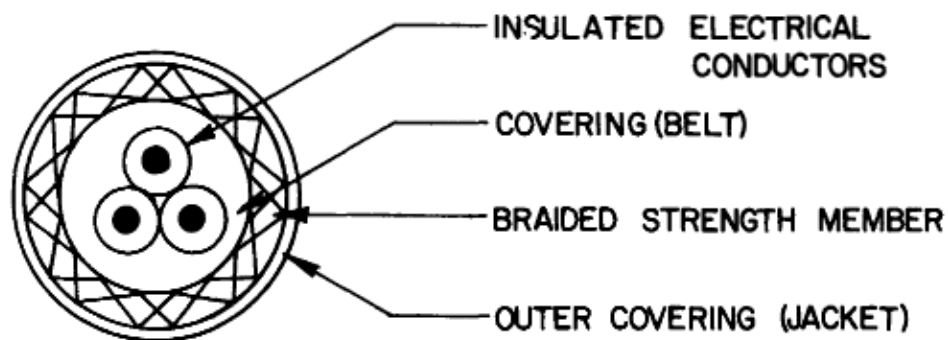 INSULATED ELECTRICAL
CONDUCTORS
COVERING (BELT)
BRAIDED STRENGTH MEMBER
OUTER COVERING (JACKET)